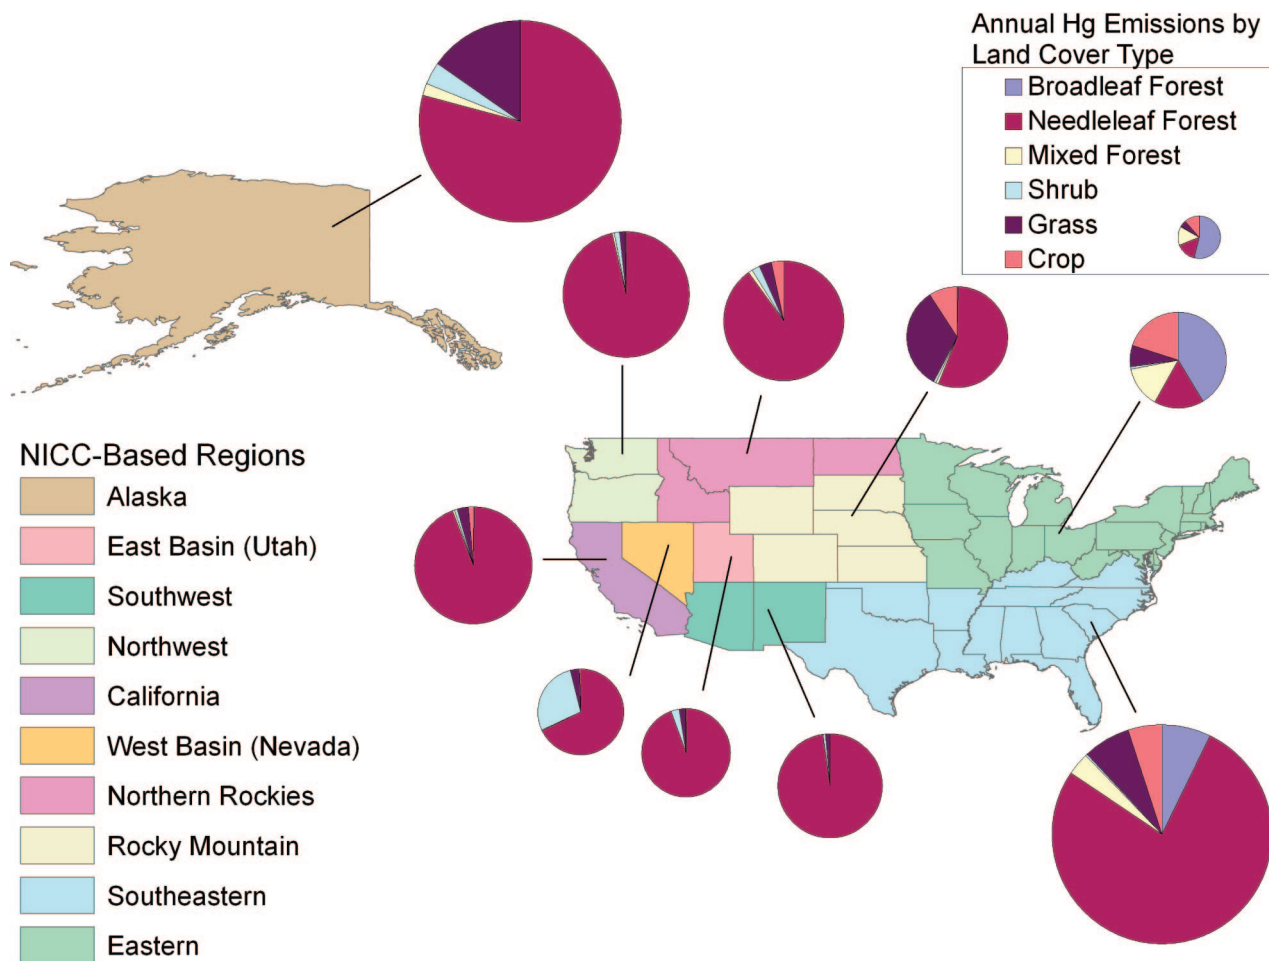 Annual Hg Emissions by
Land Cover Type
Broadleaf Forest
Needleleaf Forest
Mixed Forest
Shrub
Grass
Crop
NICC-Based Regions
Alaska
East Basin (Utah)
Southwest
Northwest
California
West Basin (Nevada)
Northern Rockies
Rocky Mountain
Southeastern
Eastern